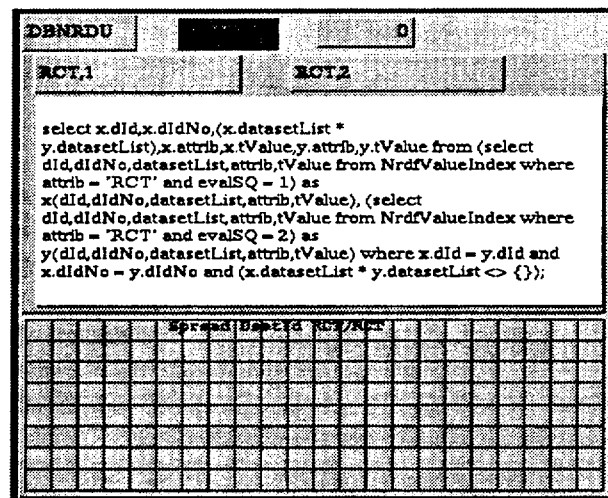 DBNRDU 0
RCT,1 RCT,2
select x.dId,x.dIdNo,(x.datasetList *
y.datasetList),x.attrib,x.tValue,y.attrib,y.tValue from (select
dId,dIdNo,datasetList,attrib,tValue from NrdfValueIndex where
attrib = 'RCT' and evalSQ = 1) as
x(dId,dIdNo,datasetList,attrib,tValue), (select
dId,dIdNo,datasetList,attrib,tValue from NrdfValueIndex where
attrib = 'RCT' and evalSQ = 2) as
y(dId,dIdNo,datasetList,attrib,tValue) where x.dId = y.dId and
x.dIdNo = y.dIdNo and (x.datasetList * y.datasetList <> {});
Spread RCT/RCT